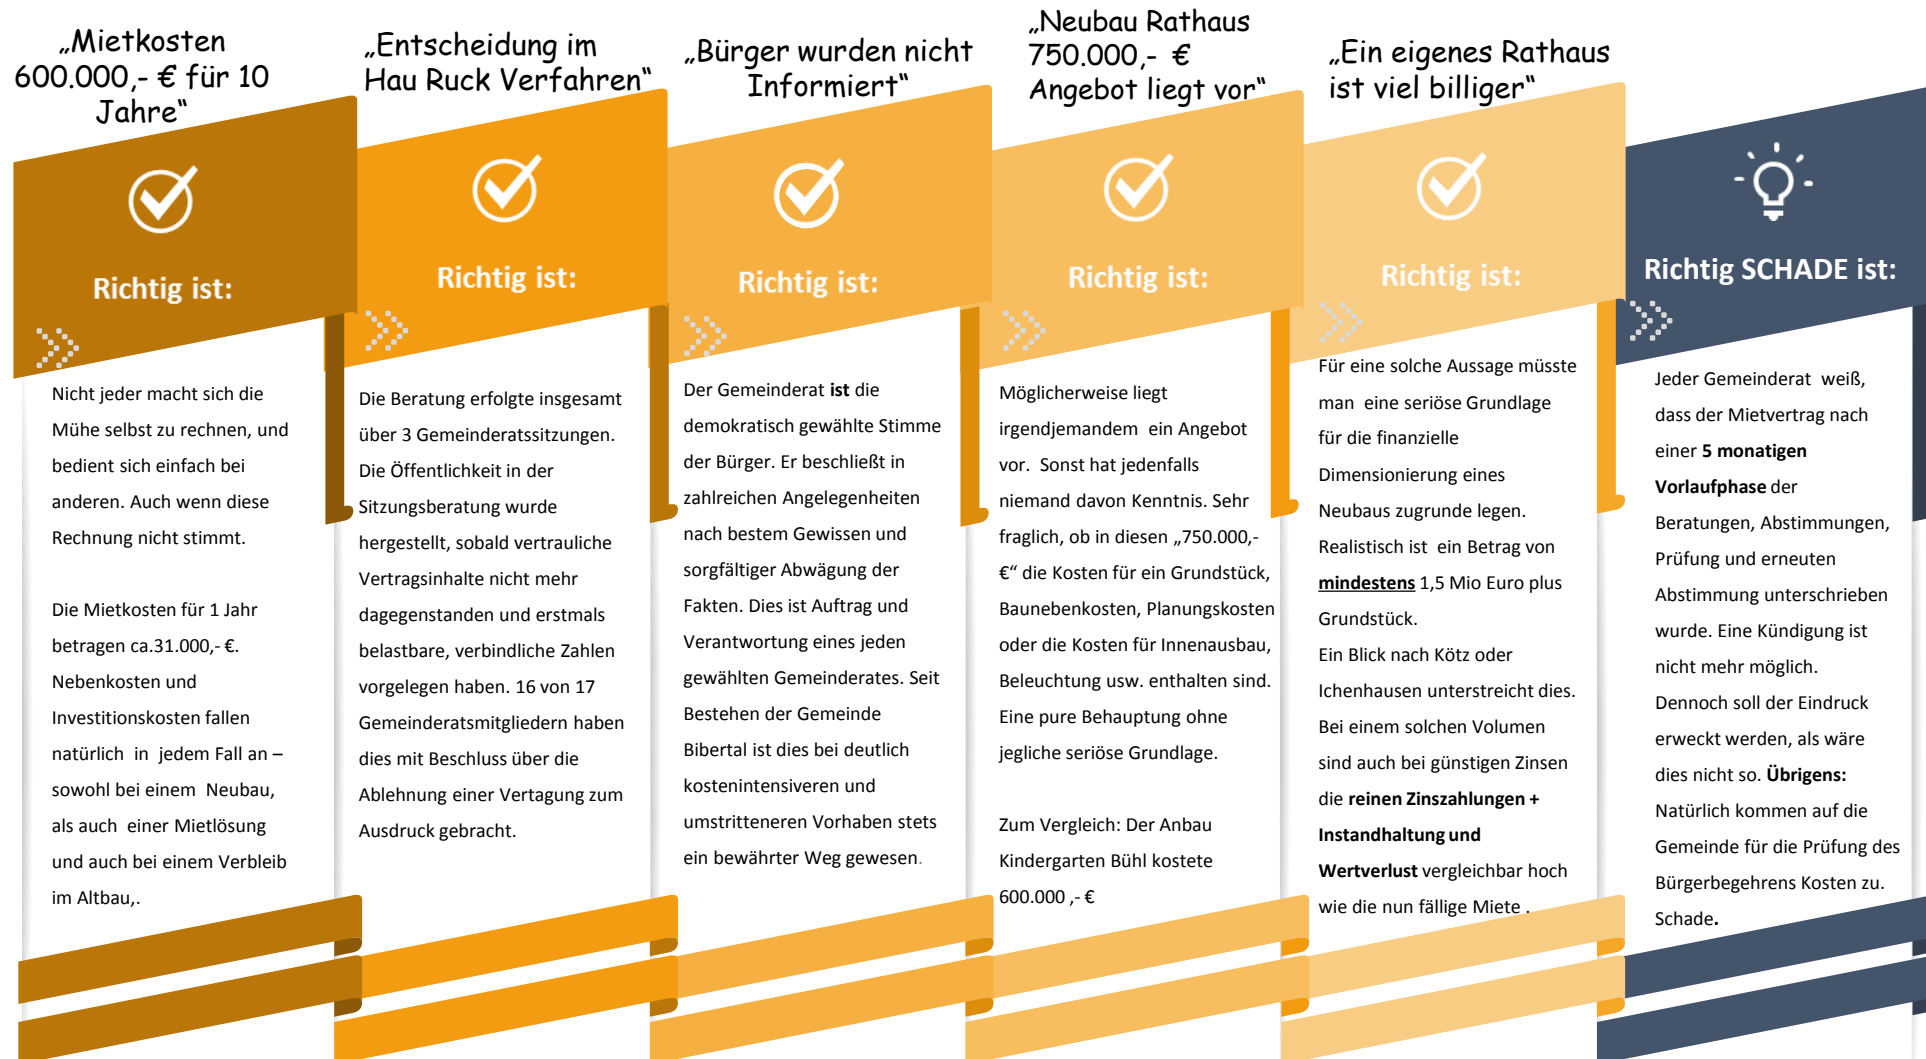 „Mietkosten
600.000,- € für 10
Jahre“
Richtig ist:
Nicht jeder macht sich die
Mühe selbst zu rechnen, und
bedient sich einfach bei
anderen. Auch wenn diese
Rechnung nicht stimmt.
Die Mietkosten für 1 Jahr
betragen ca.31.000,- €.
Nebenkosten und
Investitionskosten fallen
natürlich in jedem Fall an –
sowohl bei einem Neubau,
als auch einer Mietlösung
und auch bei einem Verbleib
im Altbau,.
„Entscheidung im
Hau Ruck Verfahren“
Richtig ist:
Die Beratung erfolgte insgesamt
über 3 Gemeinderatssitzungen.
Die Öffentlichkeit in der
Sitzungsberatung wurde
hergestellt, sobald vertrauliche
Vertragsinhalte nicht mehr
dagegenstanden und erstmals
belastbare, verbindliche Zahlen
vorgelegen haben. 16 von 17
Gemeinderatsmitgliedern haben
dies mit Beschluss über die
Ablehnung einer Vertagung zum
Ausdruck gebracht.
„Bürger wurden nicht
Informiert“
Richtig ist:
Der Gemeinderat ist die
demokratisch gewählte Stimme
der Bürger. Er beschließt in
zahlreichen Angelegenheiten
nach bestem Gewissen und
sorgfältiger Abwägung der
Fakten. Dies ist Auftrag und
Verantwortung eines jeden
gewählten Gemeinderates. Seit
Bestehen der Gemeinde
Bibertal ist dies bei deutlich
kostenintensiveren und
umstritteneren Vorhaben stets
ein bewährter Weg gewesen.
„Neubau Rathaus
750.000,- €
Angebot liegt vor“
Richtig ist:
Möglicherweise liegt
irgendjemandem ein Angebot
vor. Sonst hat jedenfalls
niemand davon Kenntnis. Sehr
fraglich, ob in diesen „750.000,-
€“ die Kosten für ein Grundstück,
Baunebenkosten, Planungskosten
oder die Kosten für Innenausbau,
Beleuchtung usw. enthalten sind.
Eine pure Behauptung ohne
jegliche seriöse Grundlage.
Zum Vergleich: Der Anbau
Kindergarten Bühl kostete
600.000 ,- €
„Ein eigenes Rathaus
ist viel billiger“
Richtig ist:
Für eine solche Aussage müsste
man eine seriöse Grundlage
für die finanzielle
Dimensionierung eines
Neubaus zugrunde legen.
Realistisch ist ein Betrag von
mindestens 1,5 Mio Euro plus
Grundstück.
Ein Blick nach Kötz oder
Ichenhausen unterstreicht dies.
Bei einem solchen Volumen
sind auch bei günstigen Zinsen
die reinen Zinszahlungen +
Instandhaltung und
Wertverlust vergleichbar hoch
wie die nun fällige Miete .
Richtig SCHADE ist:
Jeder Gemeinderat weiß,
dass der Mietvertrag nach
einer 5 monatigen
Vorlaufphase der
Beratungen, Abstimmungen,
Prüfung und erneuten
Abstimmung unterschrieben
wurde. Eine Kündigung ist
nicht mehr möglich.
Dennoch soll der Eindruck
erweckt werden, als wäre
dies nicht so. Übrigens:
Natürlich kommen auf die
Gemeinde für die Prüfung des
Bürgerbegehrens Kosten zu.
Schade.